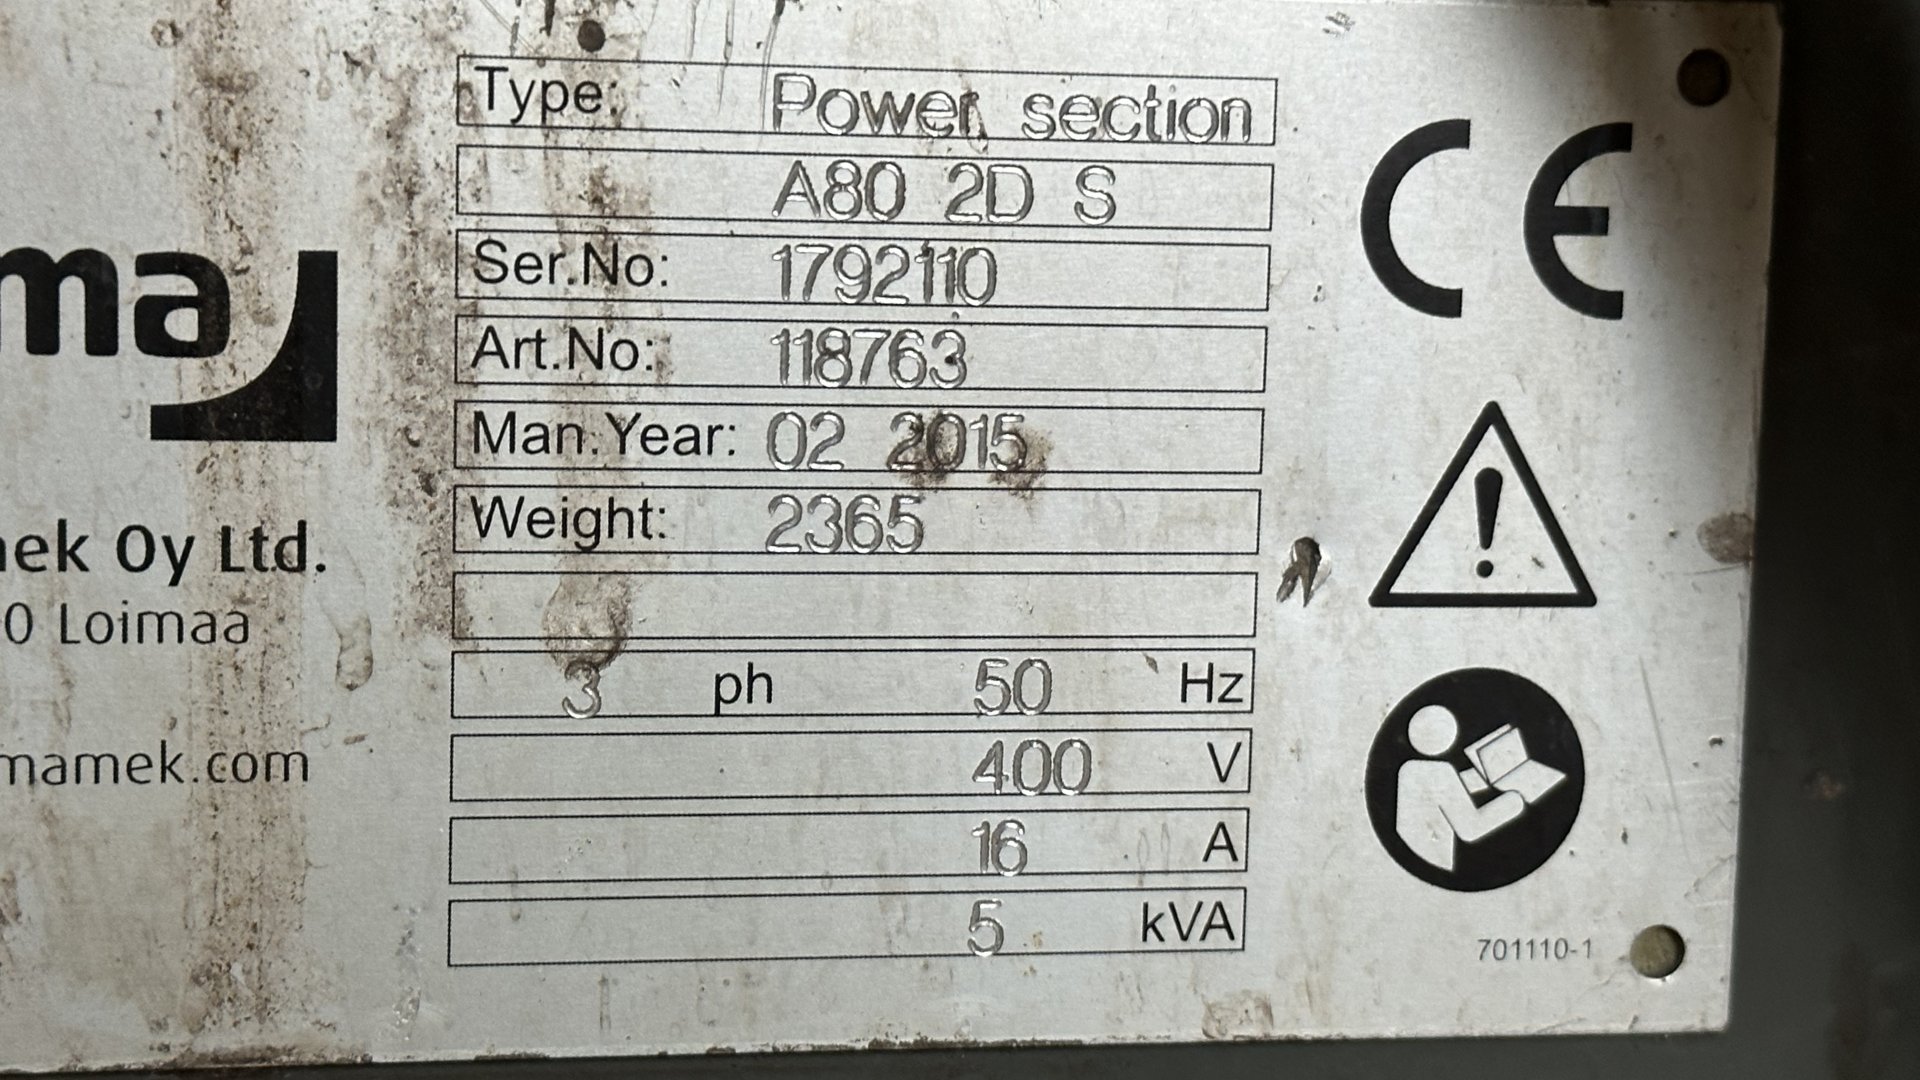 ma
ek Oy Ltd.
0 Loimaa
mamek.com
Type: Power section
A80 2D S
Ser.No: 1792110
Art.No: 118763
Man.Year: 02 2015
Weight: 2365
3 ph 50 Hz
400 V
16 A
5 kVA
CE
701110-1